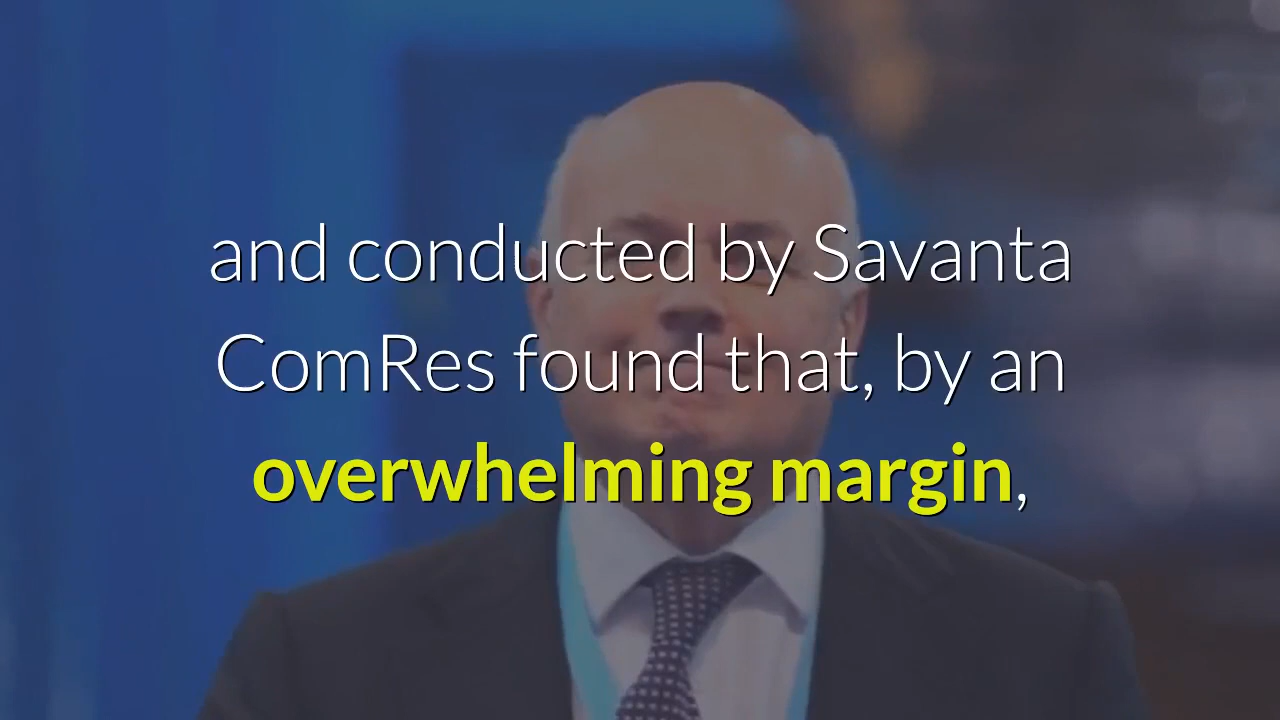 and conducted by Savanta
ComRes found that, by an
overwhelming margin,